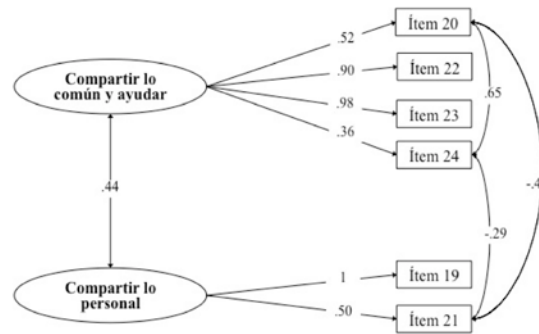 Ítem 20
.52
Ítem 22
.90
Compartir lo
común y ayudar
.98
Ítem 23
.65
.36
Ítem 24
.44
-.4
-.29
Ítem 19
1
Compartir lo
personal
.50
Ítem 21